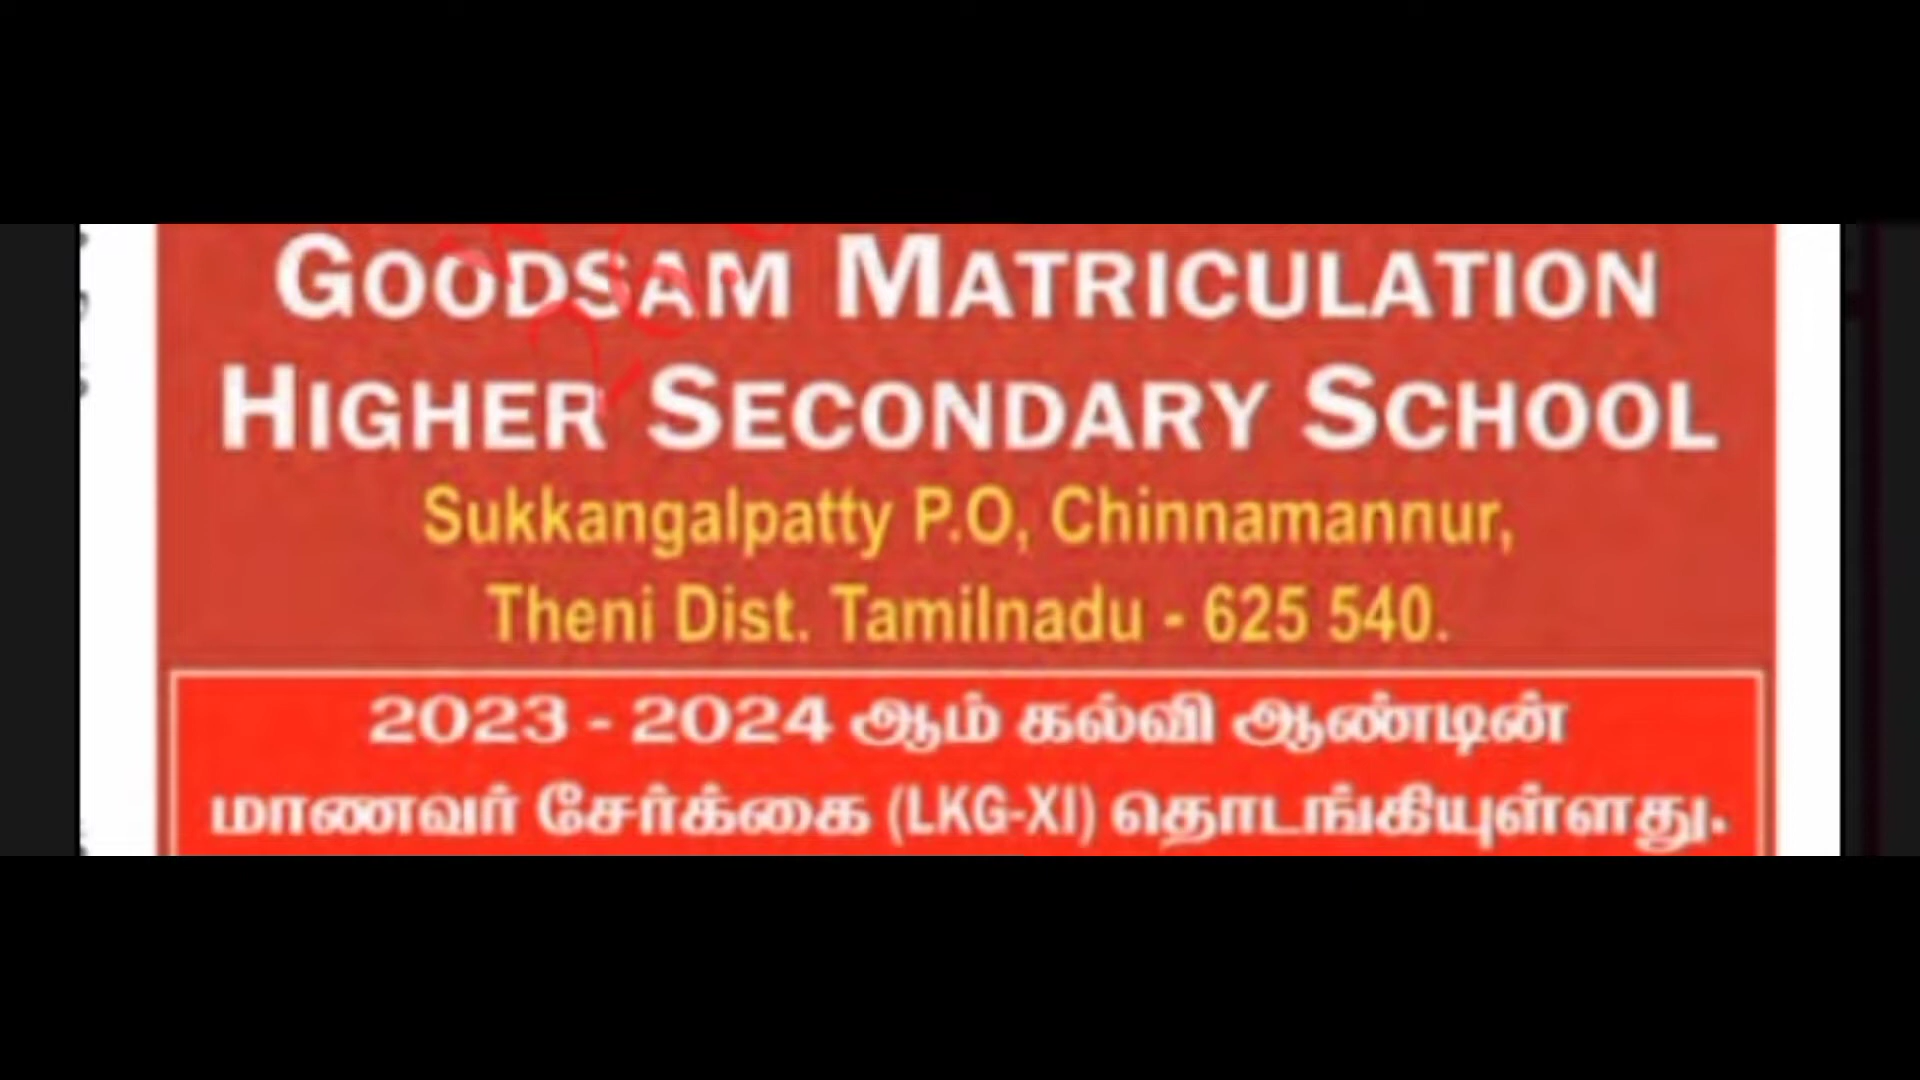 GOODSAM MATRICULATION
HIGHER SECONDARY SCHOOL
Sukkangalpatty P.O, Chinnamannur,
Theni Dist. Tamilnadu - 625 540.
2023 - 2024 ஆம் கல்வி ஆண்டின்
மாணவர் சேர்க்கை (LKG-XI) தொடங்கியுள்ளது.